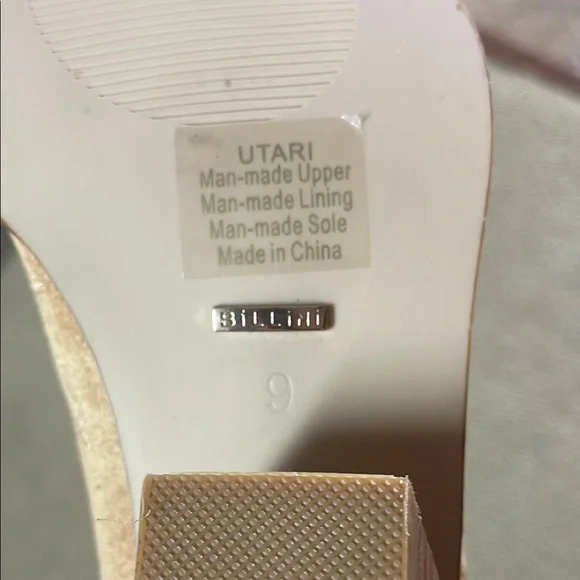 UTARI
Man-made Upper
Man-made Lining
Man-made Sole
Made in China
BiLLiNi
9